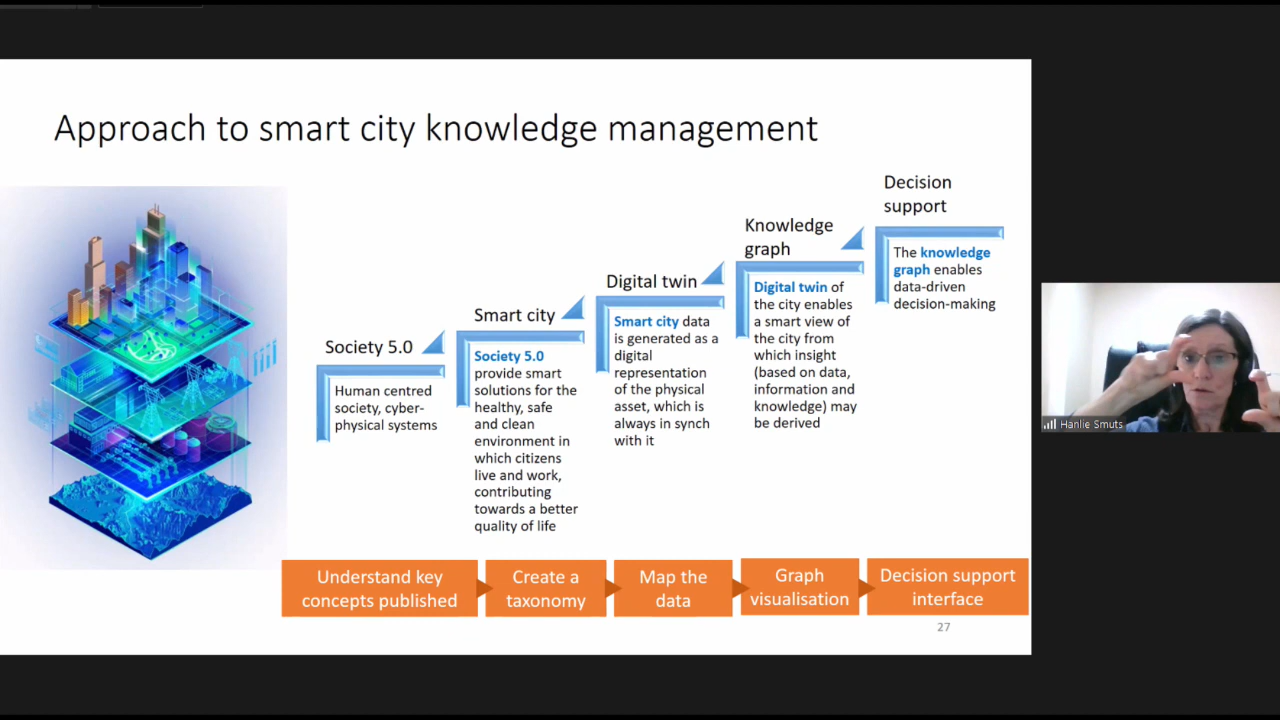 Approach to smart city knowledge management
Society 5.0
Human centred
society, cyber-
physical systems
Smart city
Society 5.0
provide smart
solutions for the
healthy, safe
and clean
environment in
which citizens
live and work,
contributing
towards a better
quality of life
Digital twin
Smart city data
is generated as a
digital
representation
of the physical
asset, which is
always in synch
with it
Knowledge
graph
Digital twin of
the city enables
a smart view of
the city from
which insight
(based on data,
information and
knowledge) may
be derived
Decision
support
The knowledge
graph enables
data-driven
decision-making
Understand key
concepts published
Create a
taxonomy
Map the
data
Graph
visualisation
Decision support
interface
27
Hanlie Smuts